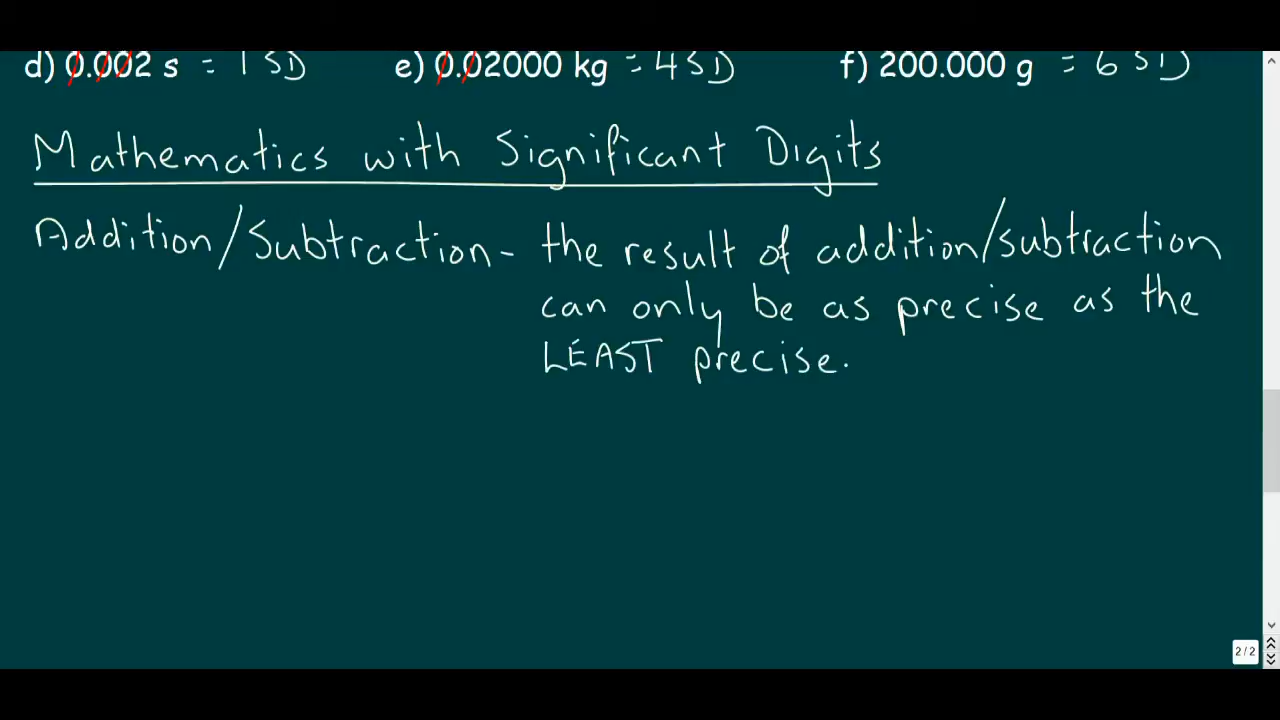 d) 0.002 s = 1 SD e) 0.02000 kg = 4 SD f) 200.000 g = 6 SD
Mathematics with Significant Digits
Addition/Subtraction- the result of addition/subtraction
can only be as precise as the
LEAST precise.
2/2